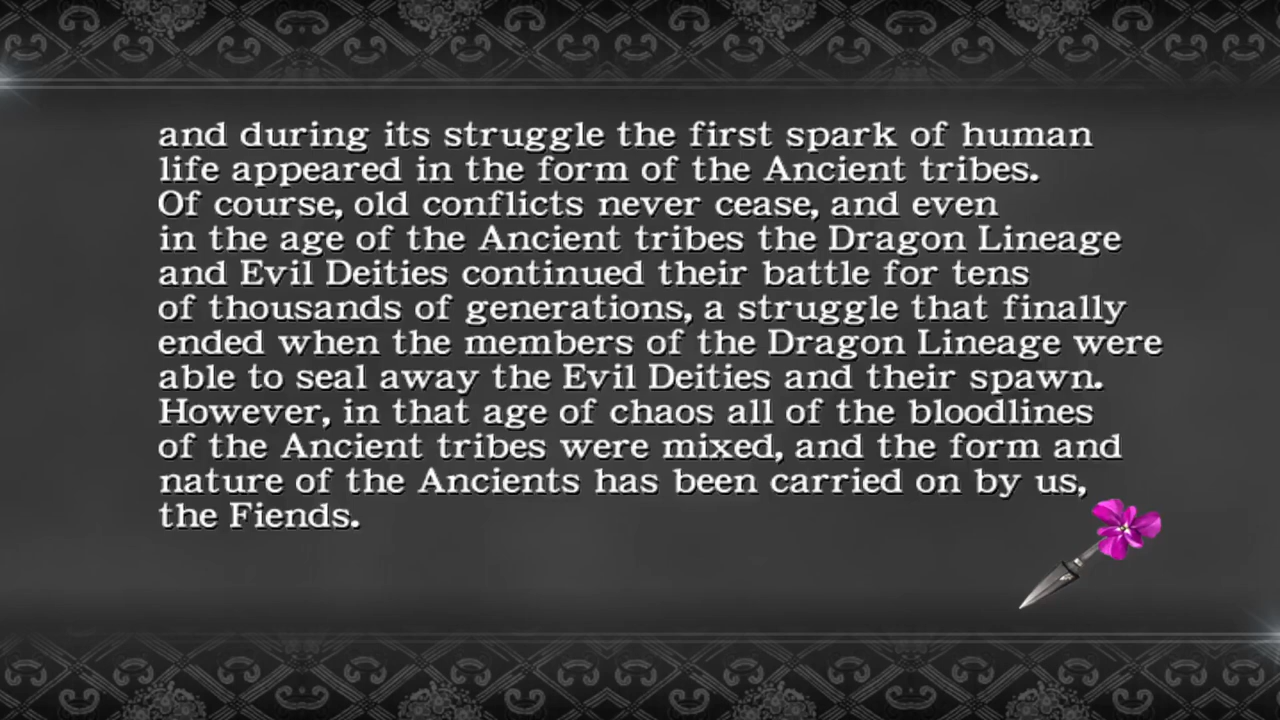 and during its struggle the first spark of human
life appeared in the form of the Ancient tribes.
Of course, old conflicts never cease, and even
in the age of the Ancient tribes the Dragon Lineage
and Evil Deities continued their battle for tens
of thousands of generations, a struggle that finally
ended when the members of the Dragon Lineage were
able to seal away the Evil Deities and their spawn.
However, in that age of chaos all of the bloodlines
of the Ancient tribes were mixed, and the form and
nature of the Ancients has been carried on by us,
the Fiends.